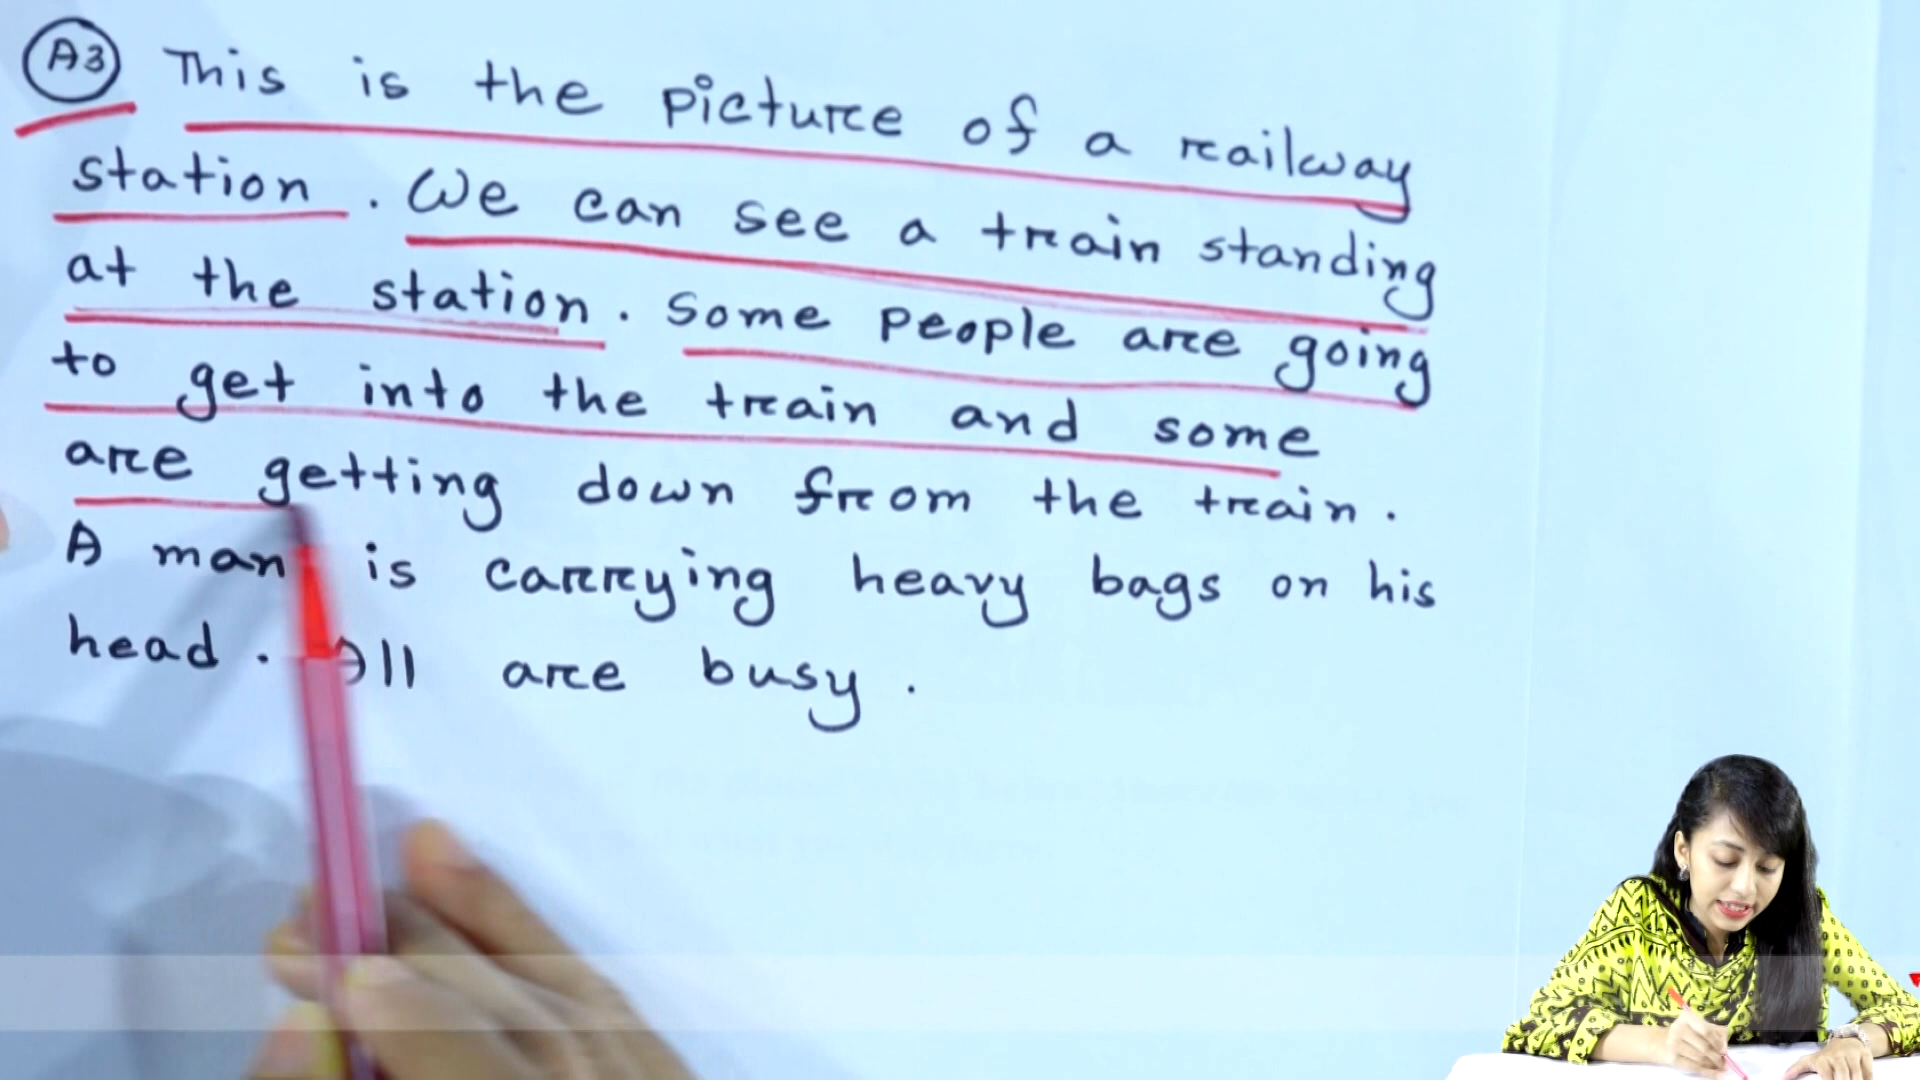 A3 This is the picture of a railway
station. We can see a train standing
at the station. Some people are going
to get into the train and some
are getting down from the train.
A man is carrying heavy bags on his
head. All are busy.